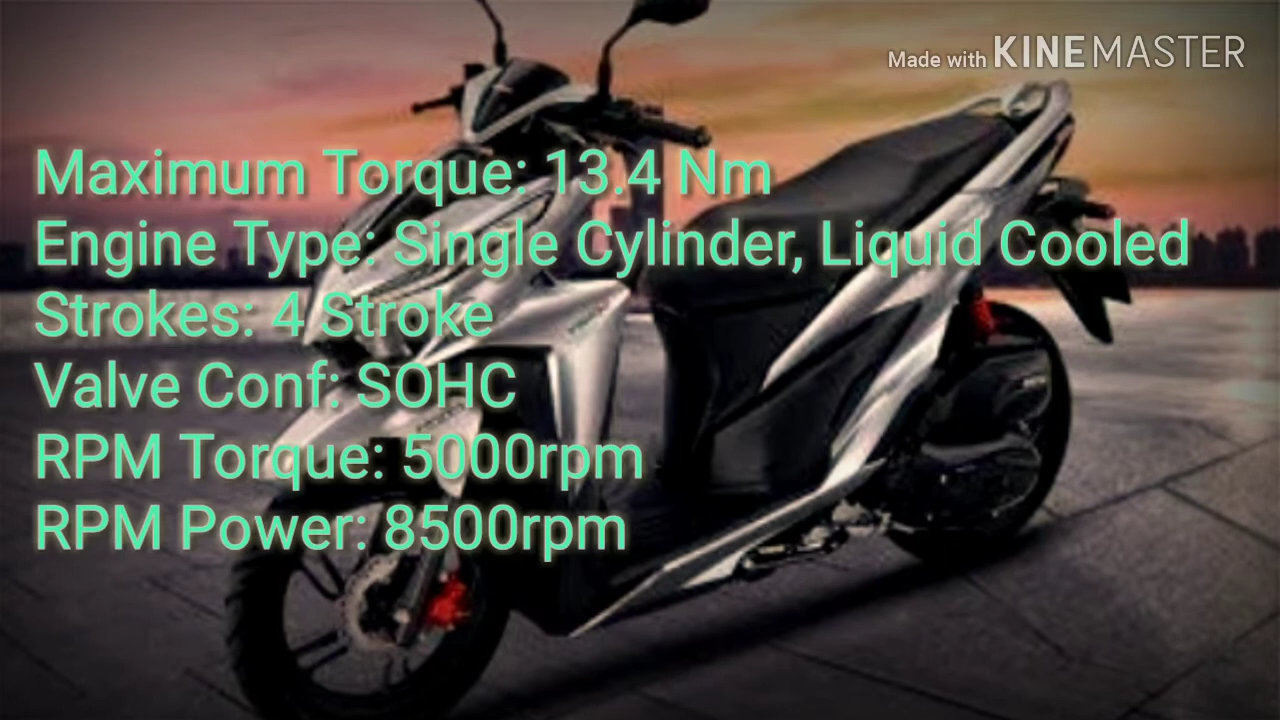 Made with KINEMASTER
Maximum Torque: 13.4 Nm
Engine Type: Single Cylinder, Liquid Cooled
Strokes: 4 Stroke
Valve Conf: SOHC
RPM Torque: 5000rpm
RPM Power: 8500rpm